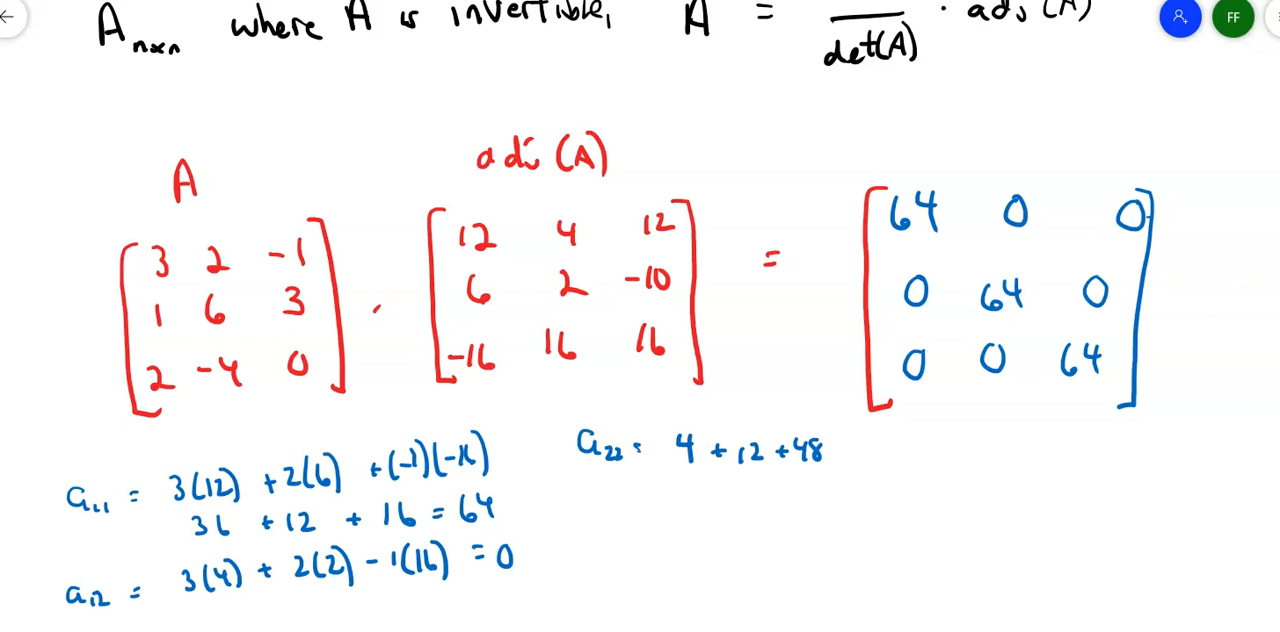 A_{n×n} where A is invertible, A = ― / det(A) · adj(A)
FF
A adj (A)
[3 2 -1] [12 4 12] [64 0 0]
[1 6 3] · [6 2 -10] = [0 64 0]
[2 -4 0] [-16 16 16] [0 0 64]
a₁₁ = 3(12) + 2(6) + (-1)(-16)
36 + 12 + 16 = 64
a₁₂ = 3(4) + 2(2) - 1(16) = 0
a₂₂ = 4 + 12 + 48